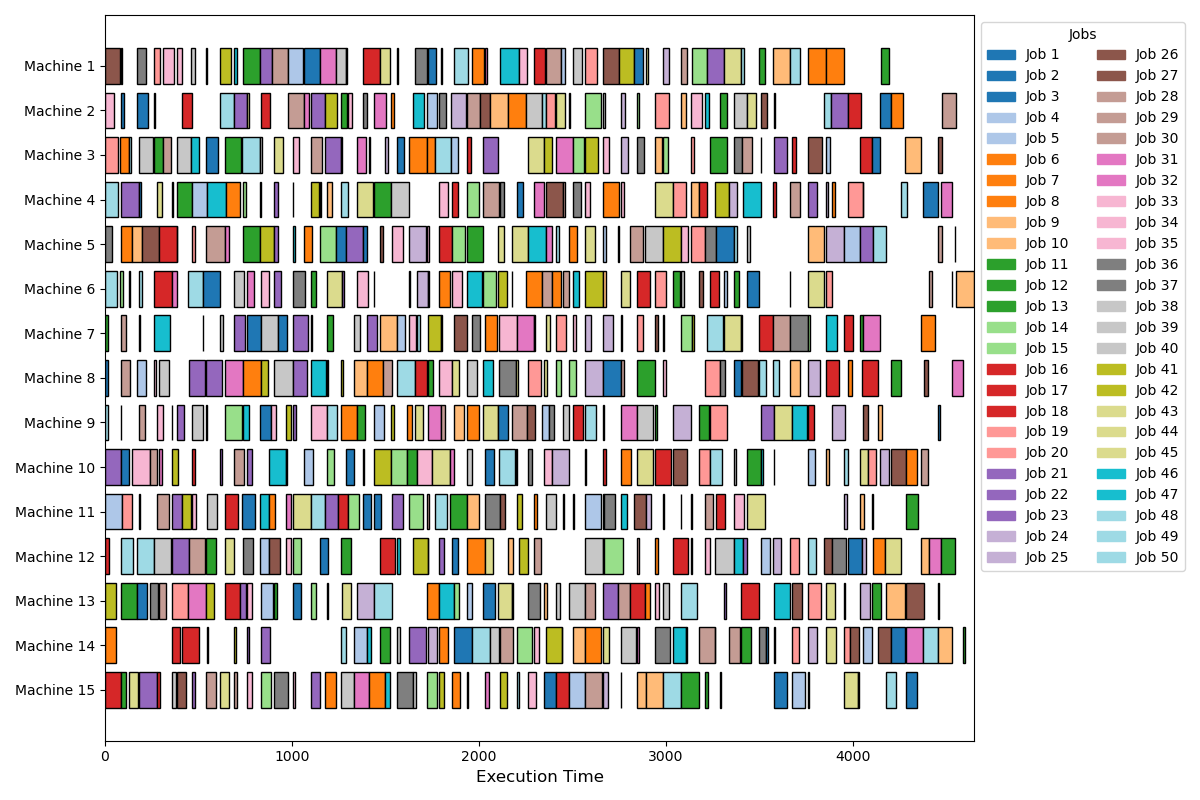 Machine 1
Machine 2
Machine 3
Machine 4
Machine 5
Machine 6
Machine 7
Machine 8
Machine 9
Machine 10
Machine 11
Machine 12
Machine 13
Machine 14
Machine 15
0 1000 2000 3000 4000
Execution Time
Jobs
Job 1
Job 2
Job 3
Job 4
Job 5
Job 6
Job 7
Job 8
Job 9
Job 10
Job 11
Job 12
Job 13
Job 14
Job 15
Job 16
Job 17
Job 18
Job 19
Job 20
Job 21
Job 22
Job 23
Job 24
Job 25
Job 26
Job 27
Job 28
Job 29
Job 30
Job 31
Job 32
Job 33
Job 34
Job 35
Job 36
Job 37
Job 38
Job 39
Job 40
Job 41
Job 42
Job 43
Job 44
Job 45
Job 46
Job 47
Job 48
Job 49
Job 50